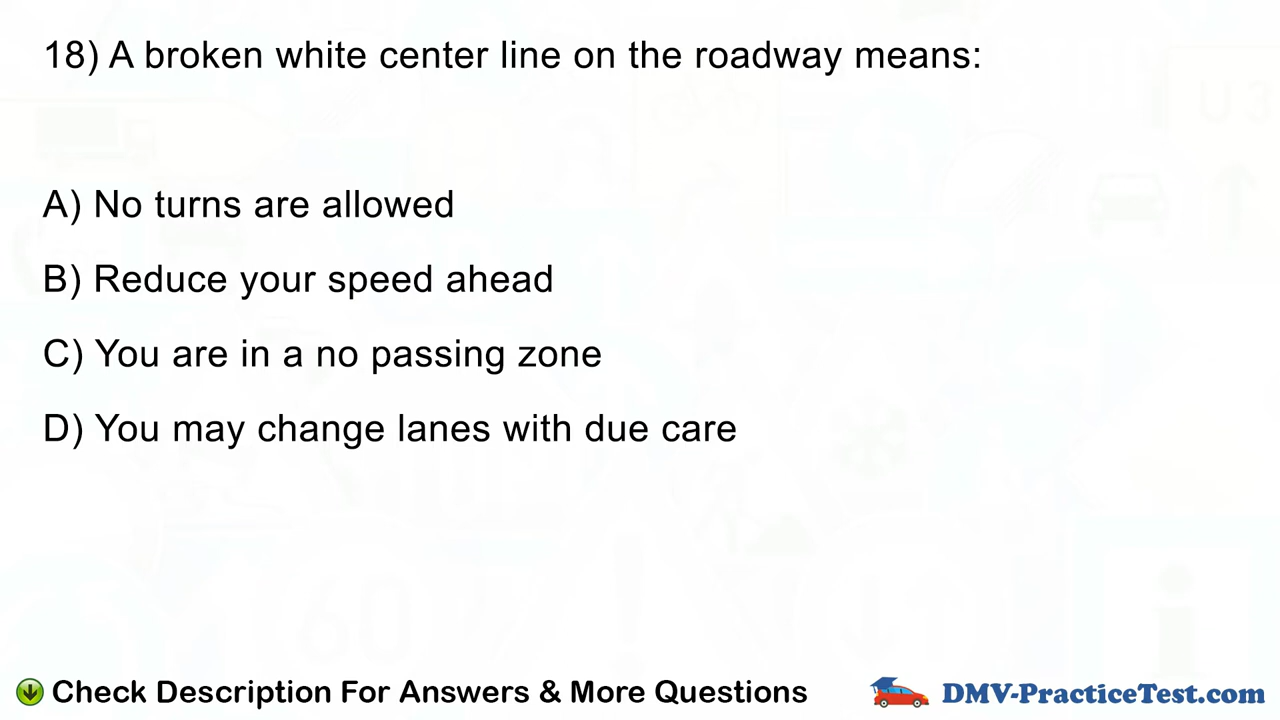 18) A broken white center line on the roadway means:
A) No turns are allowed
B) Reduce your speed ahead
C) You are in a no passing zone
D) You may change lanes with due care
Check Description For Answers & More Questions
DMV-PracticeTest.com